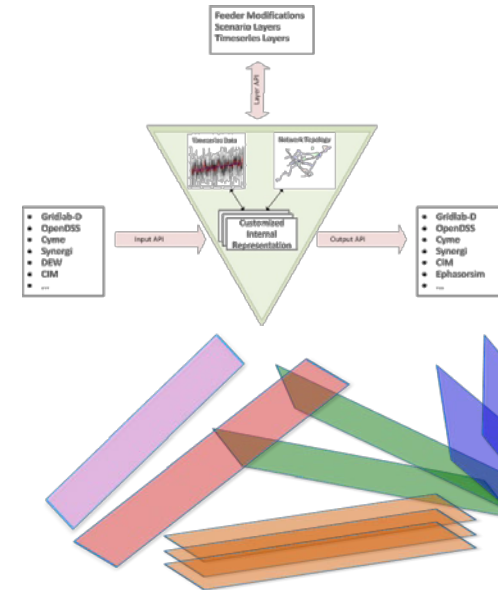 Feeder Modifications
Scenario Layers
Timeseries Layers
Layer API
Timeseries Data
Network Topology
Customized
Internal
Representation
Gridlab-D
OpenDSS
Cyme
Synergi
DEW
CIM
....
Input API
Output API
Gridlab-D
OpenDSS
Cyme
Synergi
CIM
Ephasorsim
....